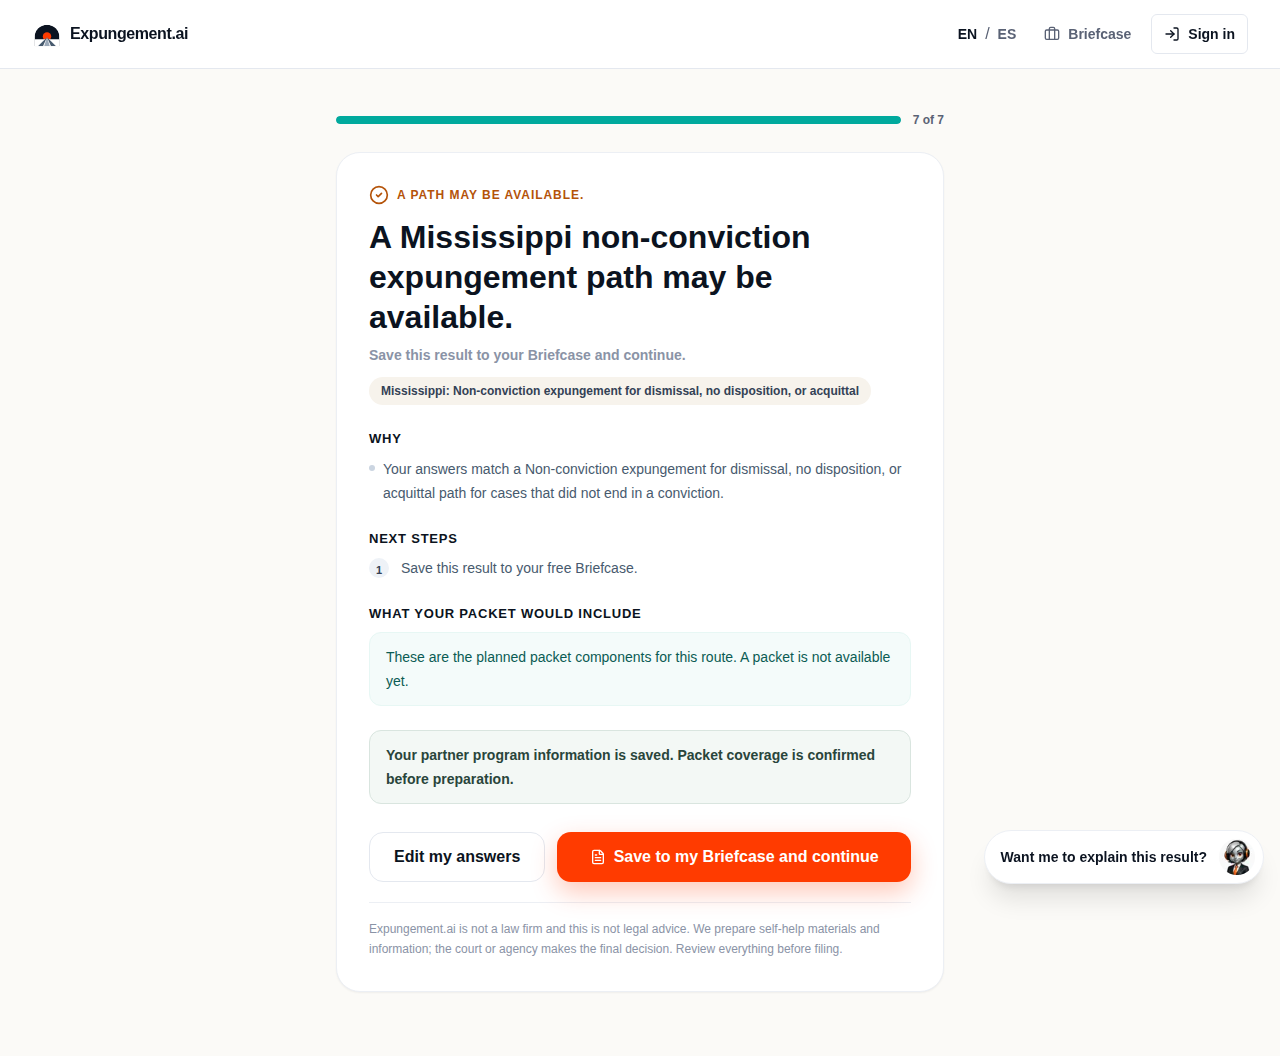 Expungement.ai
EN / ES
Briefcase
Sign in
7 of 7
A PATH MAY BE AVAILABLE.
A Mississippi non-conviction
expungement path may be
available.
Save this result to your Briefcase and continue.
Mississippi: Non-conviction expungement for dismissal, no disposition, or acquittal
WHY
Your answers match a Non-conviction expungement for dismissal, no disposition, or
acquittal path for cases that did not end in a conviction.
NEXT STEPS
1 Save this result to your free Briefcase.
WHAT YOUR PACKET WOULD INCLUDE
These are the planned packet components for this route. A packet is not available
yet.
Your partner program information is saved. Packet coverage is confirmed
before preparation.
Edit my answers
Save to my Briefcase and continue
Want me to explain this result?
Expungement.ai is not a law firm and this is not legal advice. We prepare self-help materials and
information; the court or agency makes the final decision. Review everything before filing.